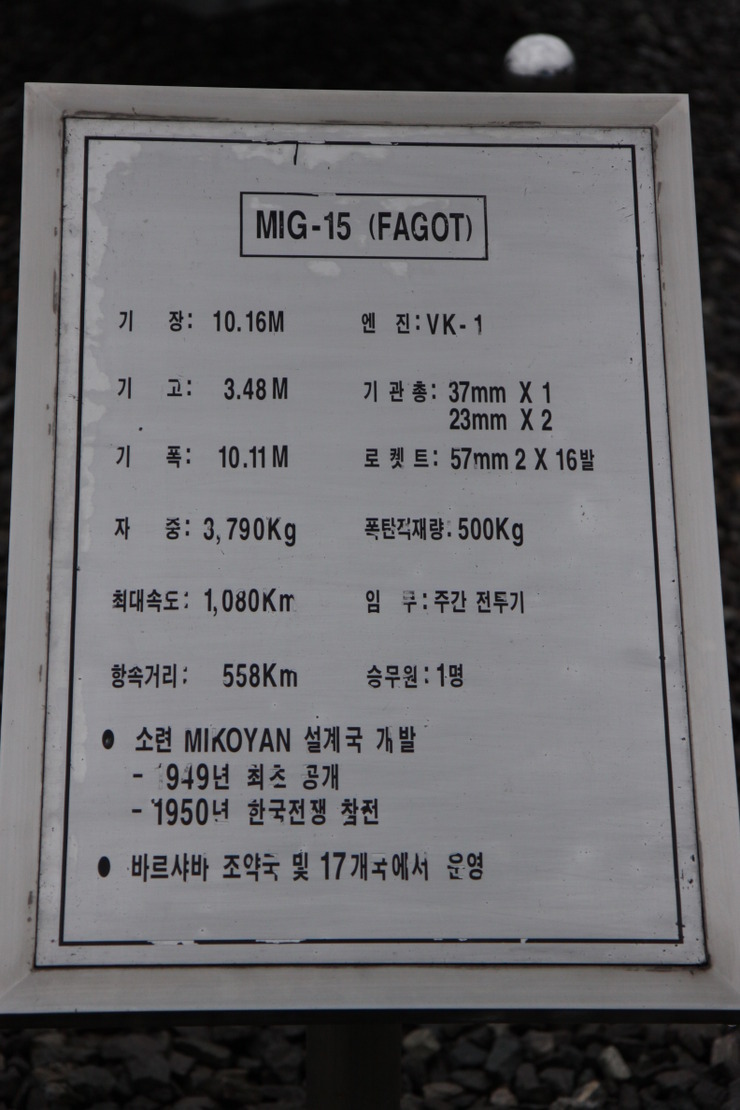 MIG-15 (FAGOT)
기 장: 10.16M 엔 진: VK-1
기 고: 3.48M 기관총: 37mm X 1
23mm X 2
기 폭: 10.11M 로켓트: 57mm 2 X 16발
자 중: 3,790Kg 폭탄적재량: 500Kg
최대속도: 1,080Km 임 무: 주간 전투기
항속거리: 558Km 승무원: 1명
● 소련 MIKOYAN 설계국 개발
- 1949년 최초 공개
- 1950년 한국전쟁 참전
● 바르샤바 조약국 및 17개국에서 운영